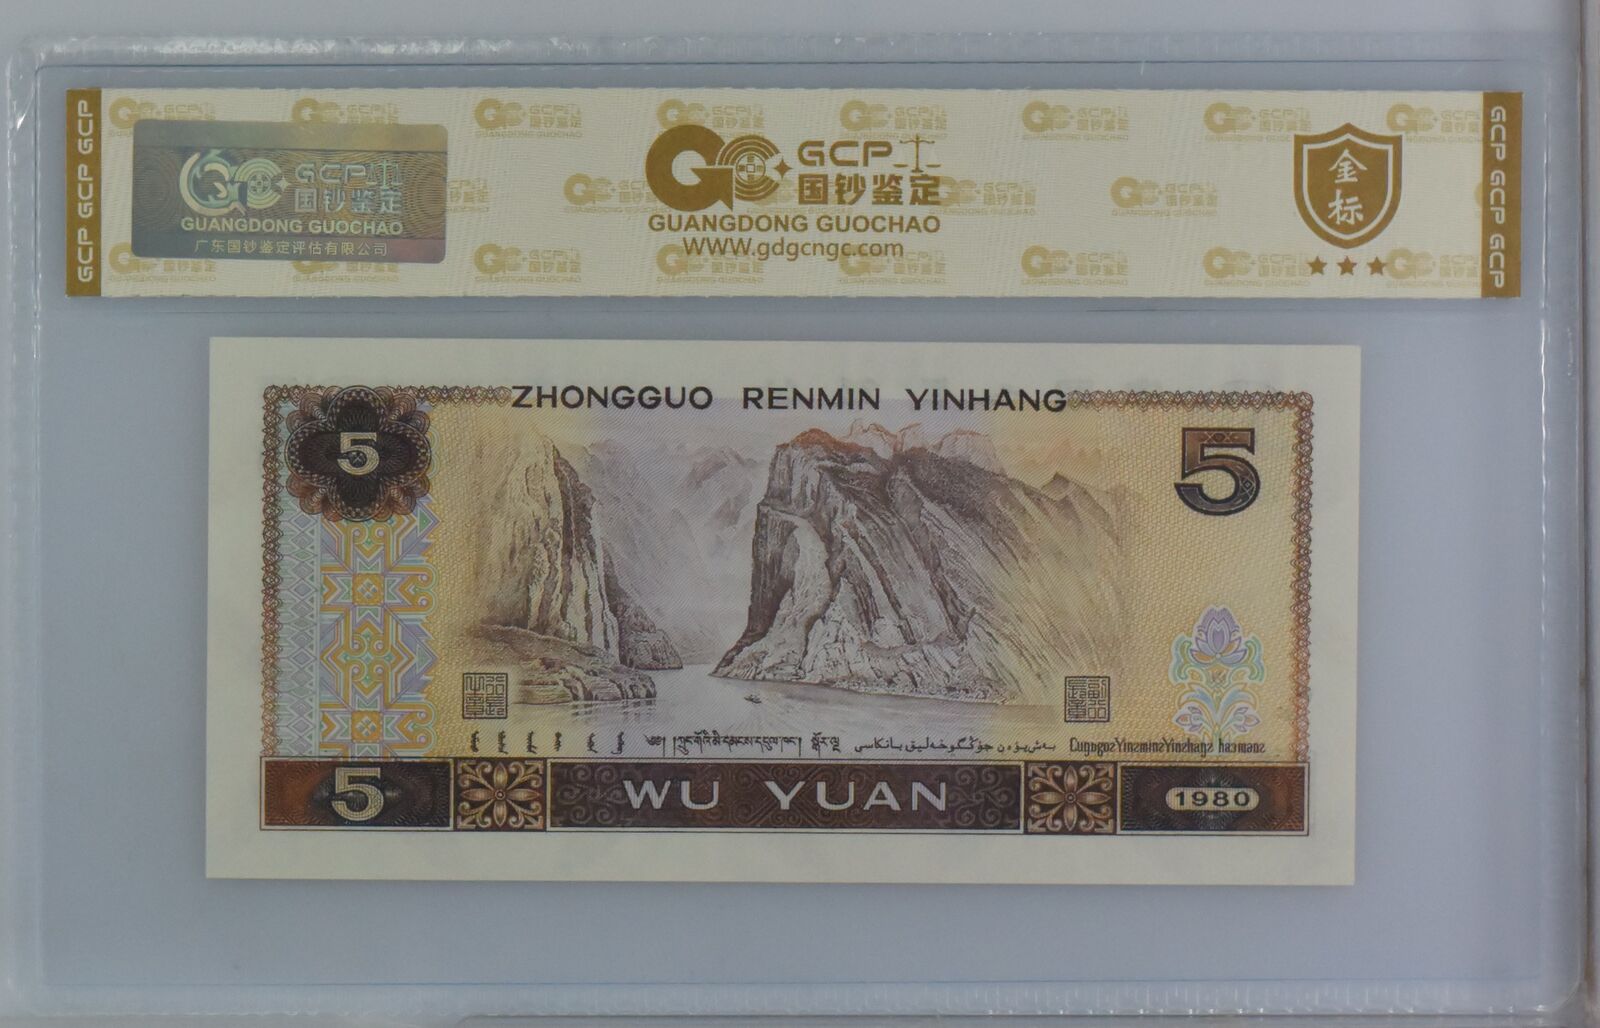 GCP GCP GCP
GCP
国钞鉴定
GUANGDONG GUOCHAO
广东国钞鉴定评估有限公司
GCP
国钞鉴定
GUANGDONG GUOCHAO
WWW.gdgcngc.com
金
标
GCP GCP GCP
ZHONGGUO RENMIN YINHANG
5
5
WU YUAN
5
1980